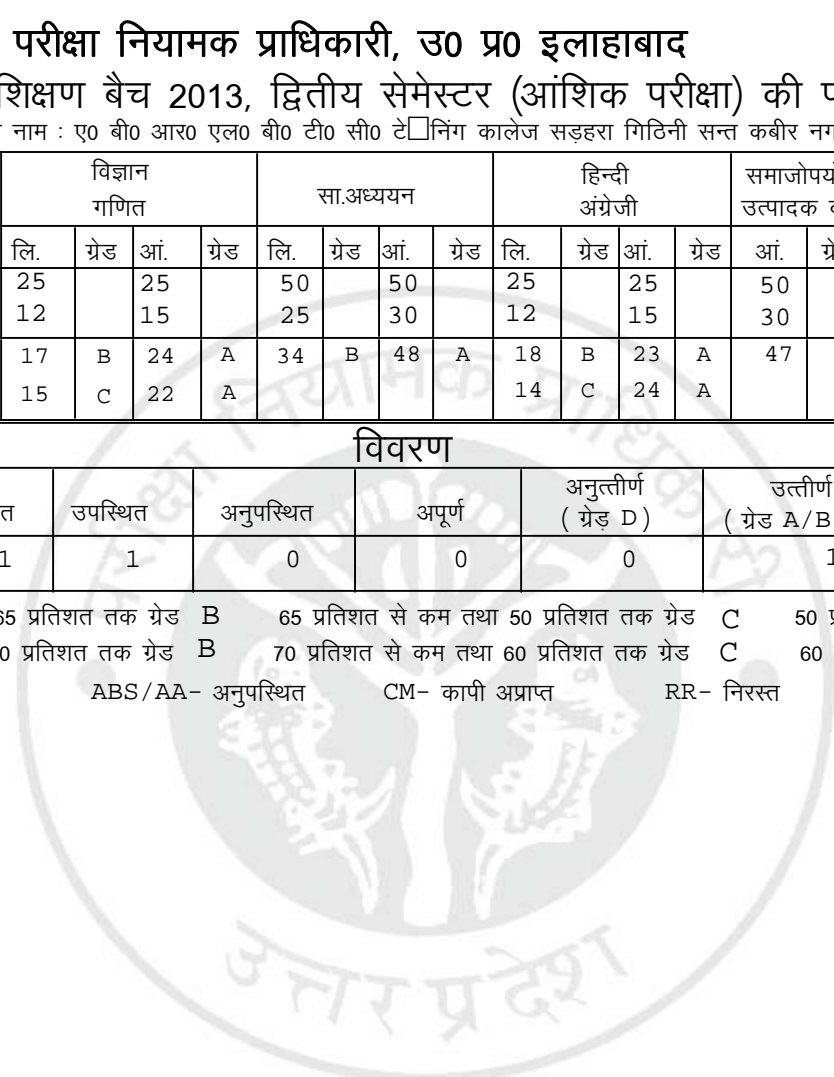 परीक्षा नियामक प्राधिकारी, उ0 प्र0 इलाहाबाद
शिक्षण बैच 2013, द्वितीय सेमेस्टर (आंशिक परीक्षा) की
नाम : ए0 बी0 आर0 एल0 बी0 टी0 सी0 टे□निंग कालेज सड़हरा गिठिनी सन्त कबीर नग
विज्ञान सा.अध्ययन हिन्दी समाजोपय
गणित अंग्रेजी उत्पादक
लि. ग्रेड आं. ग्रेड लि. ग्रेड आं. ग्रेड लि. ग्रेड आं. ग्रेड आं.
25 25 50 50 25 25 50
12 15 25 30 12 15 30
17 B 24 A 34 B 48 A 18 B 23 A 47
15 C 22 A 14 C 24 A
विवरण
त उपस्थित अनुपस्थित अपूर्ण अनुत्तीर्ण ( ग्रेड़ D ) उत्तीर्ण ( ग्रेड A/B
1 1 0 0 0 1
65 प्रतिशत तक ग्रेड B 65 प्रतिशत से कम तथा 50 प्रतिशत तक ग्रेड C 50
0 प्रतिशत तक ग्रेड B 70 प्रतिशत से कम तथा 60 प्रतिशत तक ग्रेड C 60
ABS/AA- अनुपस्थित CM- कापी अप्राप्त RR- निरस्त
परीक्षा नियामक प्राधिकारी
उत्तर प्रदेश